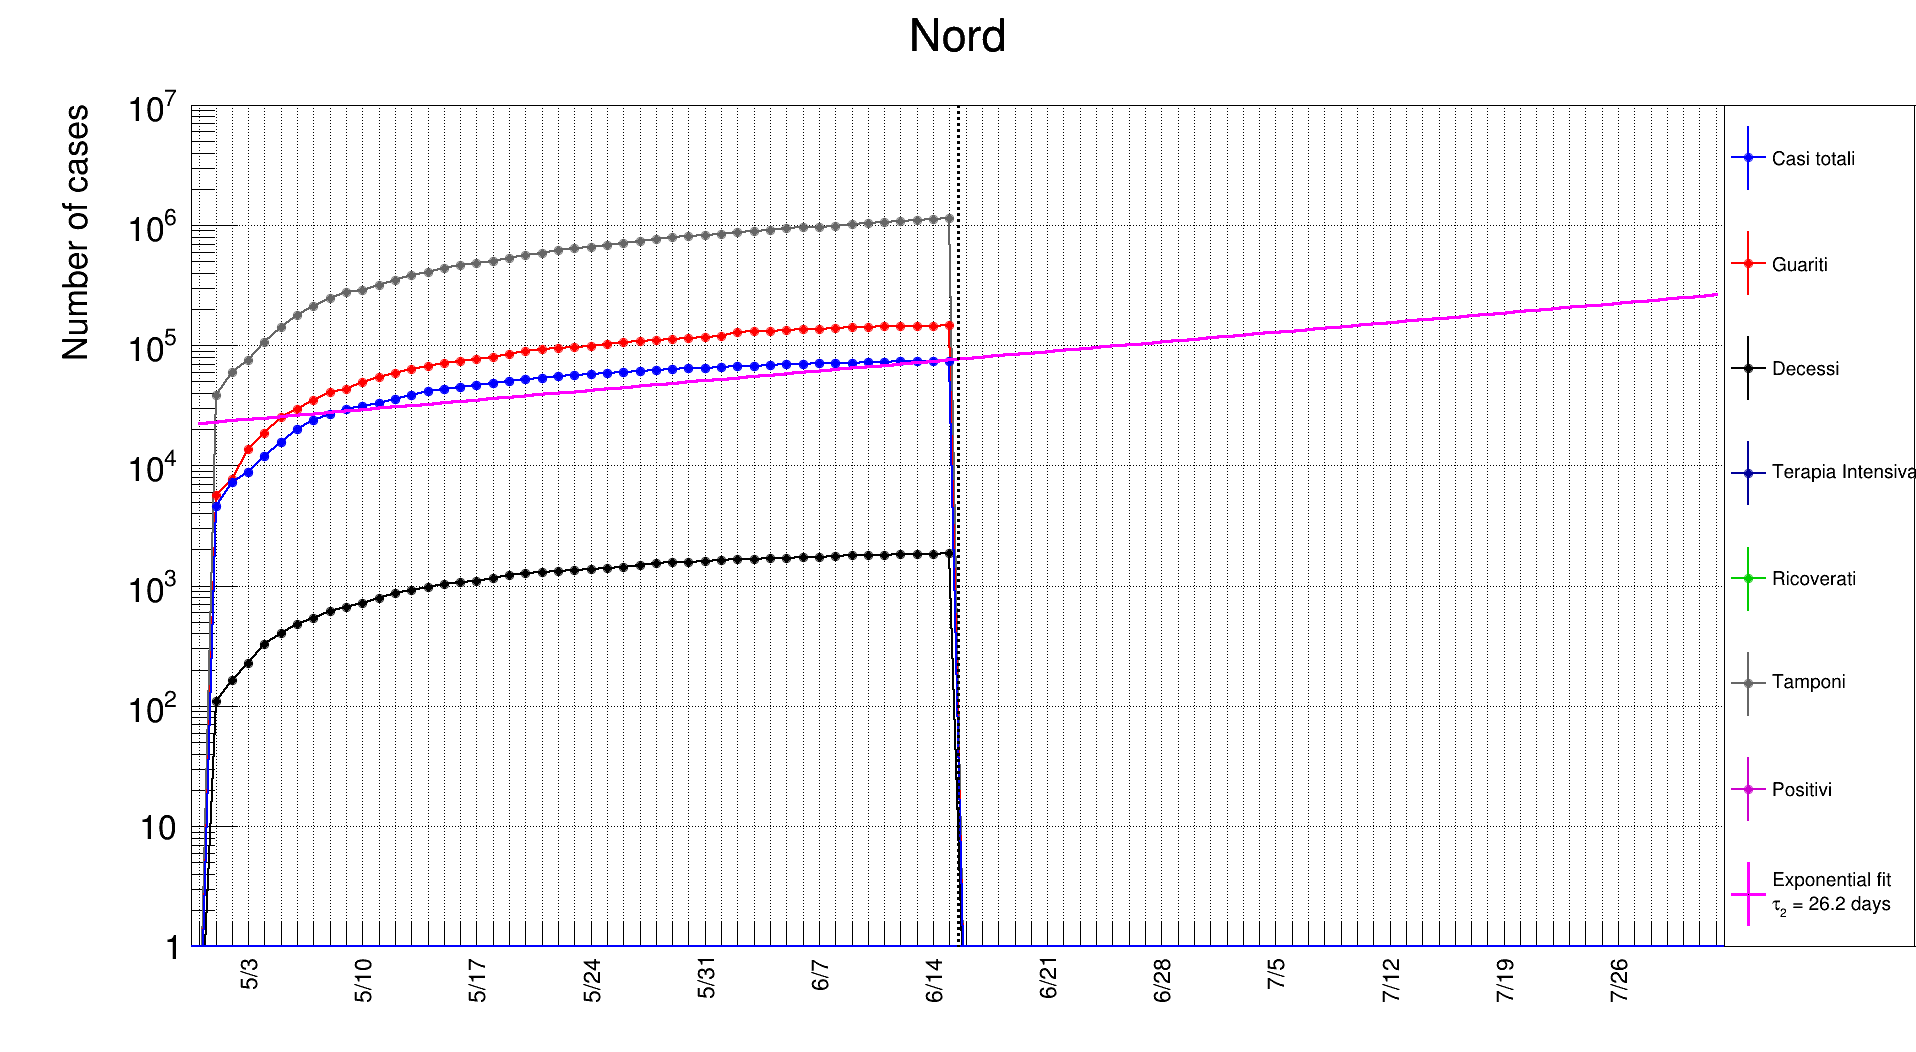 Nord
Number of cases
10^7
10^6
10^5
10^4
10^3
10^2
10
1
5/3
5/10
5/17
5/24
5/31
6/7
6/14
6/21
6/28
7/5
7/12
7/19
7/26
Casi totali
Guariti
Decessi
Terapia Intensiva
Ricoverati
Tamponi
Positivi
Exponential fit
τ_2 = 26.2 days